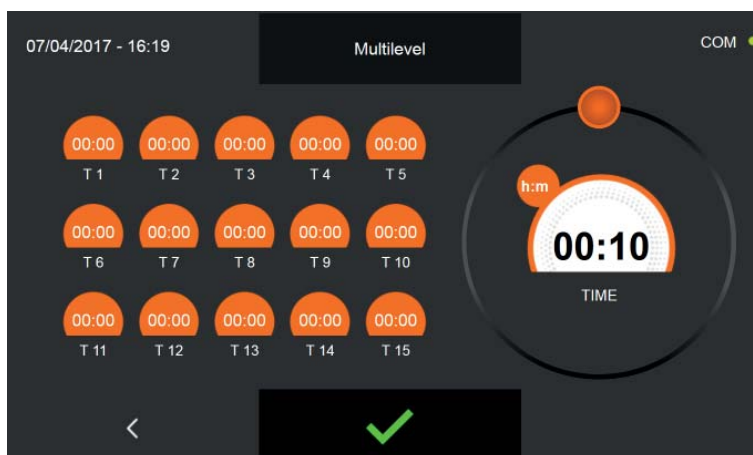 07/04/2017 - 16:19
Multilevel
COM
00:00 00:00 00:00 00:00 00:00
T 1 T 2 T 3 T 4 T 5
00:00 00:00 00:00 00:00 00:00
T 6 T 7 T 8 T 9 T 10
00:00 00:00 00:00 00:00 00:00
T 11 T 12 T 13 T 14 T 15
h:m
00:10
TIME